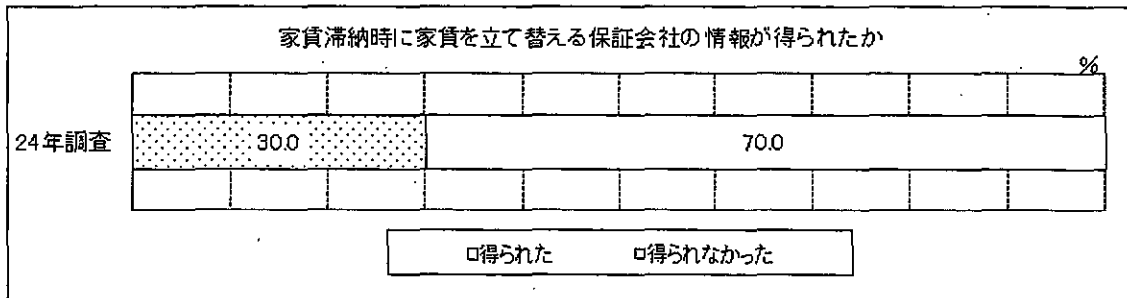 家賃滞納時に家賃を立て替える保証会社の情報が得られたか
%
24年調査 30.0 70.0
□得られた □得られなかった